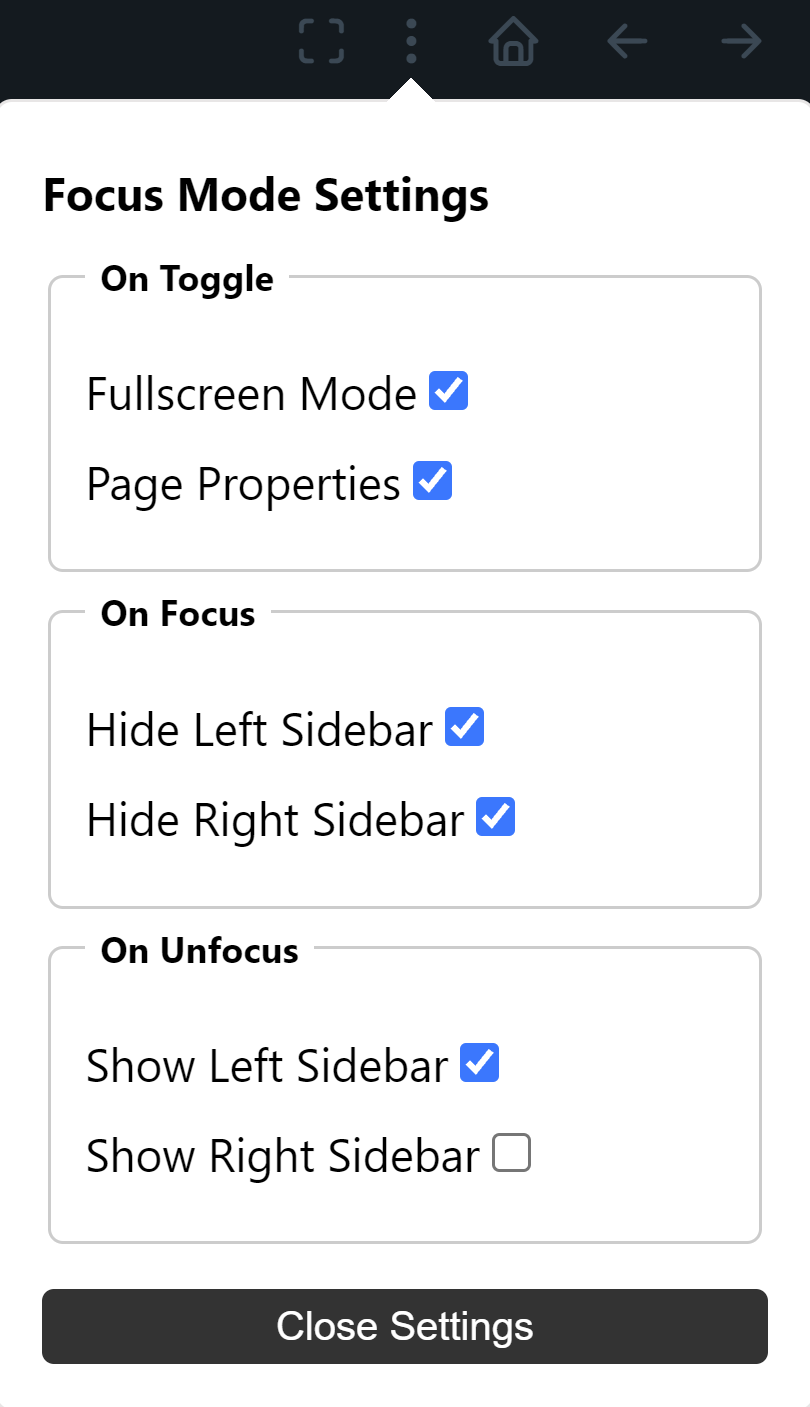 Focus Mode Settings
On Toggle
Fullscreen Mode
Page Properties
On Focus
Hide Left Sidebar
Hide Right Sidebar
On Unfocus
Show Left Sidebar
Show Right Sidebar
Close Settings